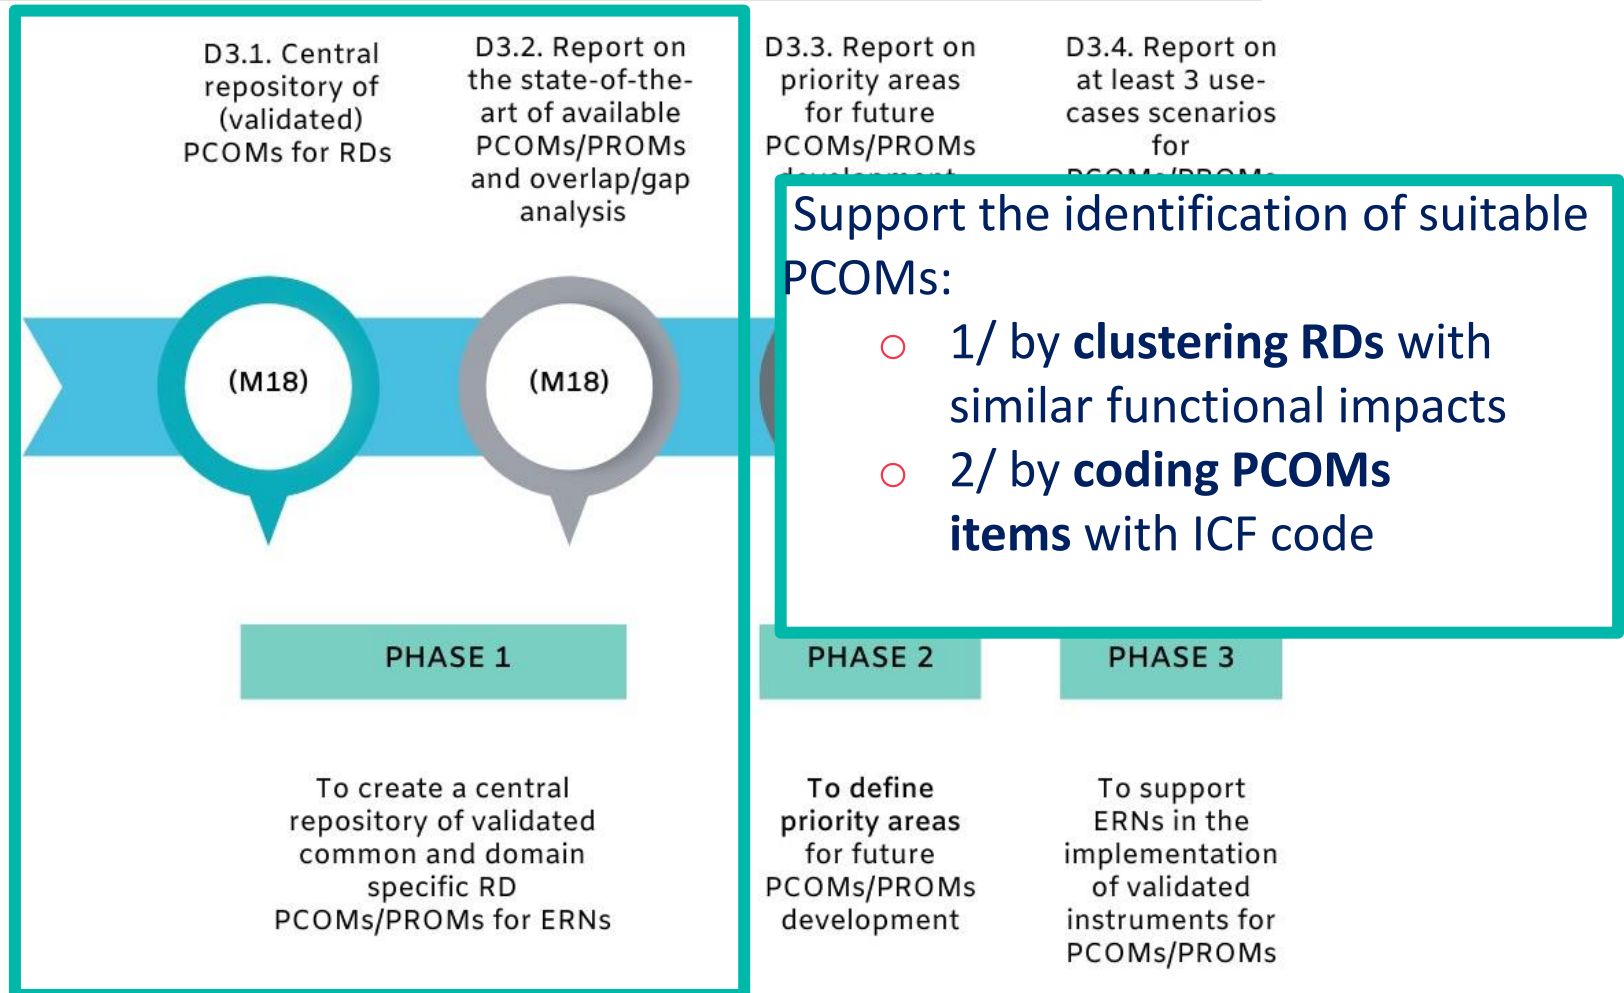 D3.1. Central
repository of
(validated)
PCOMs for RDs
D3.2. Report on
the state-of-the-
art of available
PCOMs/PROMs
and overlap/gap
analysis
D3.3. Report on
priority areas
for future
PCOMs/PROMs
development
D3.4. Report on
at least 3 use-
cases scenarios
for
PCOMs/PROMs
Support the identification of suitable
PCOMs:
1/ by clustering RDs with
similar functional impacts
2/ by coding PCOMs
items with ICF code
(M18)
(M18)
PHASE 1
PHASE 2
PHASE 3
To create a central
repository of validated
common and domain
specific RD
PCOMs/PROMs for ERNs
To define
priority areas
for future
PCOMs/PROMs
development
To support
ERNs in the
implementation
of validated
instruments for
PCOMs/PROMs